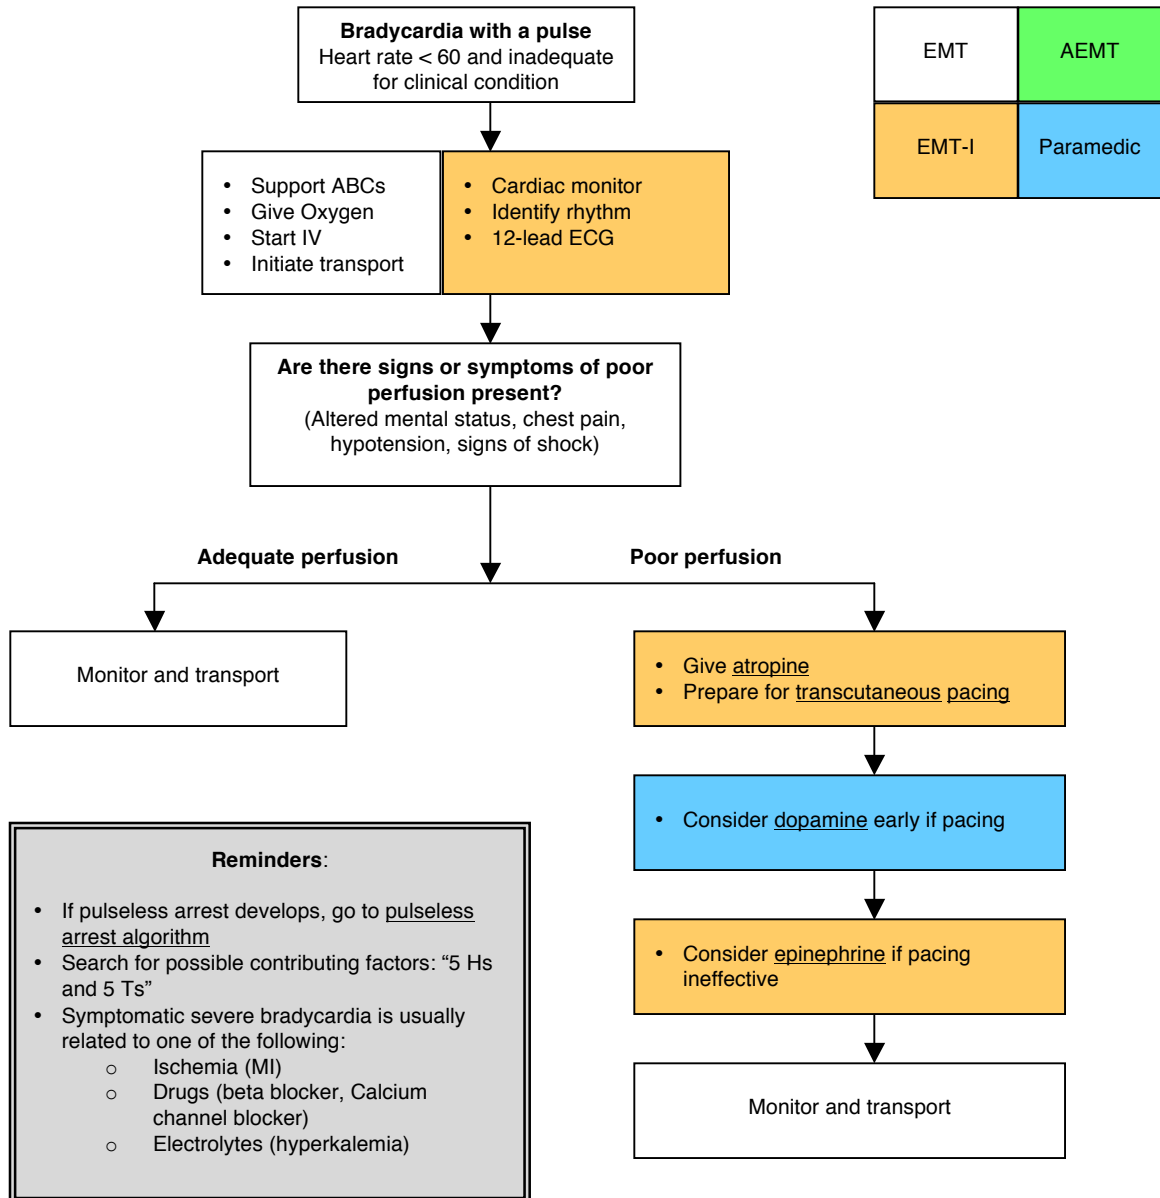 Bradycardia with a pulse
Heart rate < 60 and inadequate
for clinical condition
EMT
AEMT
EMT-I
Paramedic
• Support ABCs
• Give Oxygen
• Start IV
• Initiate transport
• Cardiac monitor
• Identify rhythm
• 12-lead ECG
Are there signs or symptoms of poor
perfusion present?
(Altered mental status, chest pain,
hypotension, signs of shock)
Adequate perfusion
Poor perfusion
Monitor and transport
• Give atropine
• Prepare for transcutaneous pacing
• Consider dopamine early if pacing
• Consider epinephrine if pacing
ineffective
Monitor and transport
Reminders:
• If pulseless arrest develops, go to pulseless
arrest algorithm
• Search for possible contributing factors: “5 Hs
and 5 Ts”
• Symptomatic severe bradycardia is usually
related to one of the following:
o Ischemia (MI)
o Drugs (beta blocker, Calcium
channel blocker)
o Electrolytes (hyperkalemia)